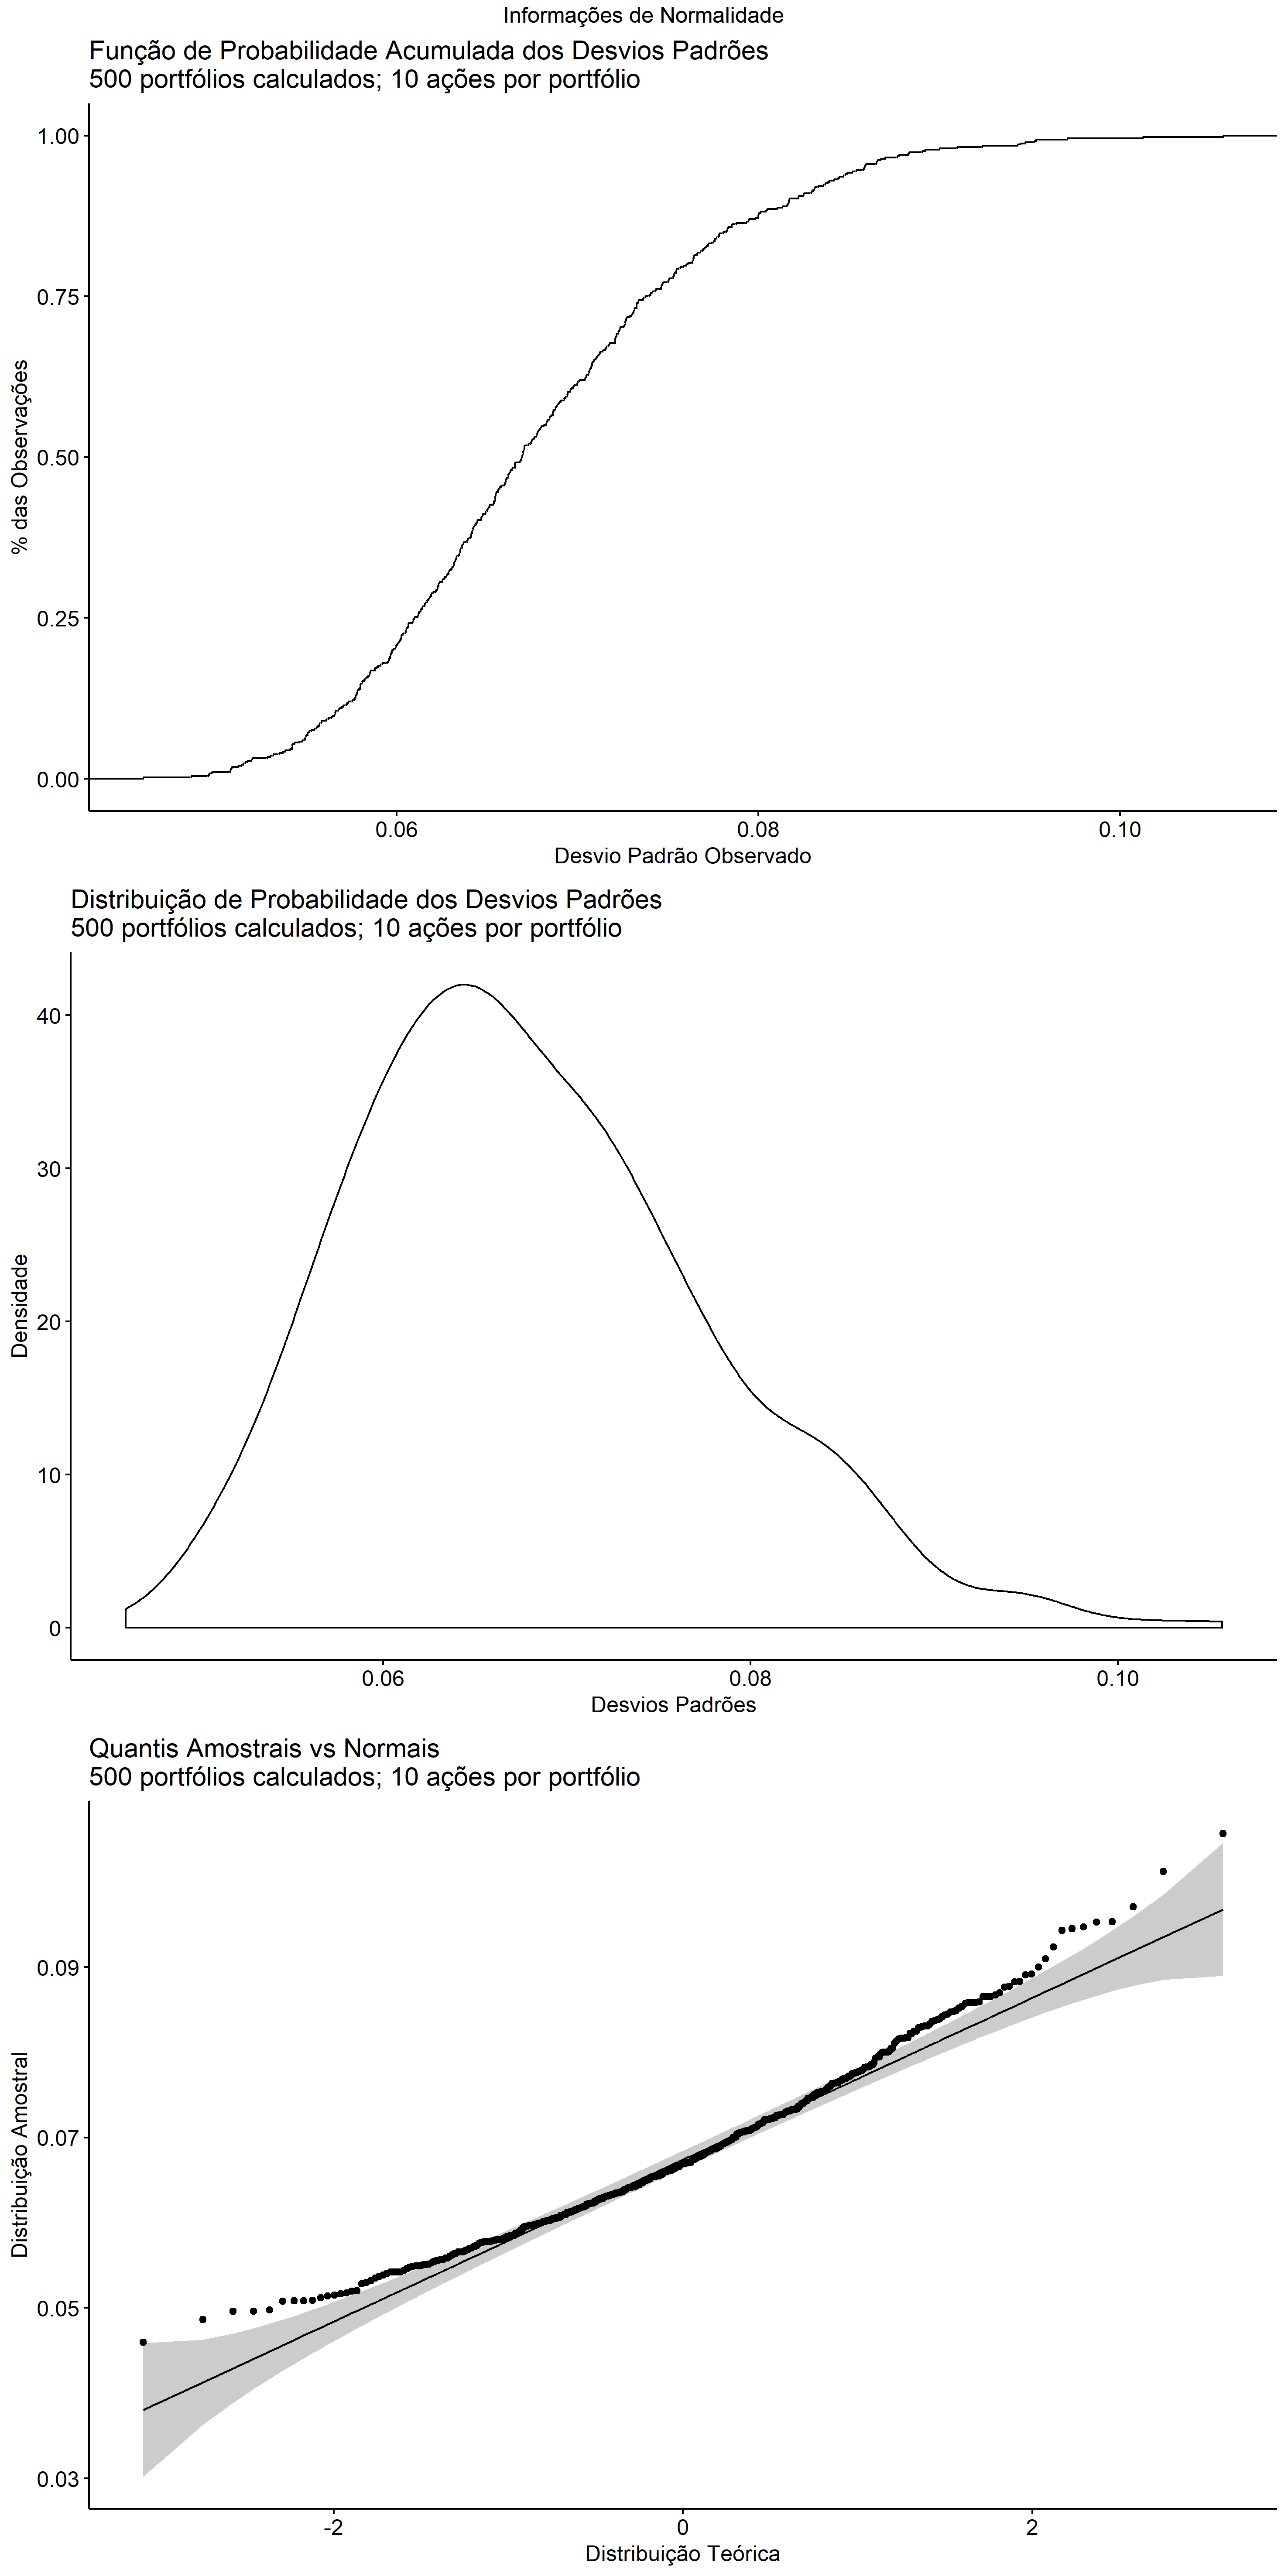 Informações de Normalidade
Função de Probabilidade Acumulada dos Desvios Padrões
500 portfólios calculados; 10 ações por portfólio
1.00
0.75
0.50
0.25
0.00
% das Observações
0.06 0.08 0.10
Desvio Padrão Observado
Distribuição de Probabilidade dos Desvios Padrões
500 portfólios calculados; 10 ações por portfólio
40
30
20
10
0
Densidade
0.06 0.08 0.10
Desvios Padrões
Quantis Amostrais vs Normais
500 portfólios calculados; 10 ações por portfólio
0.09
0.07
0.05
0.03
Distribuição Amostral
-2 0 2
Distribuição Teórica